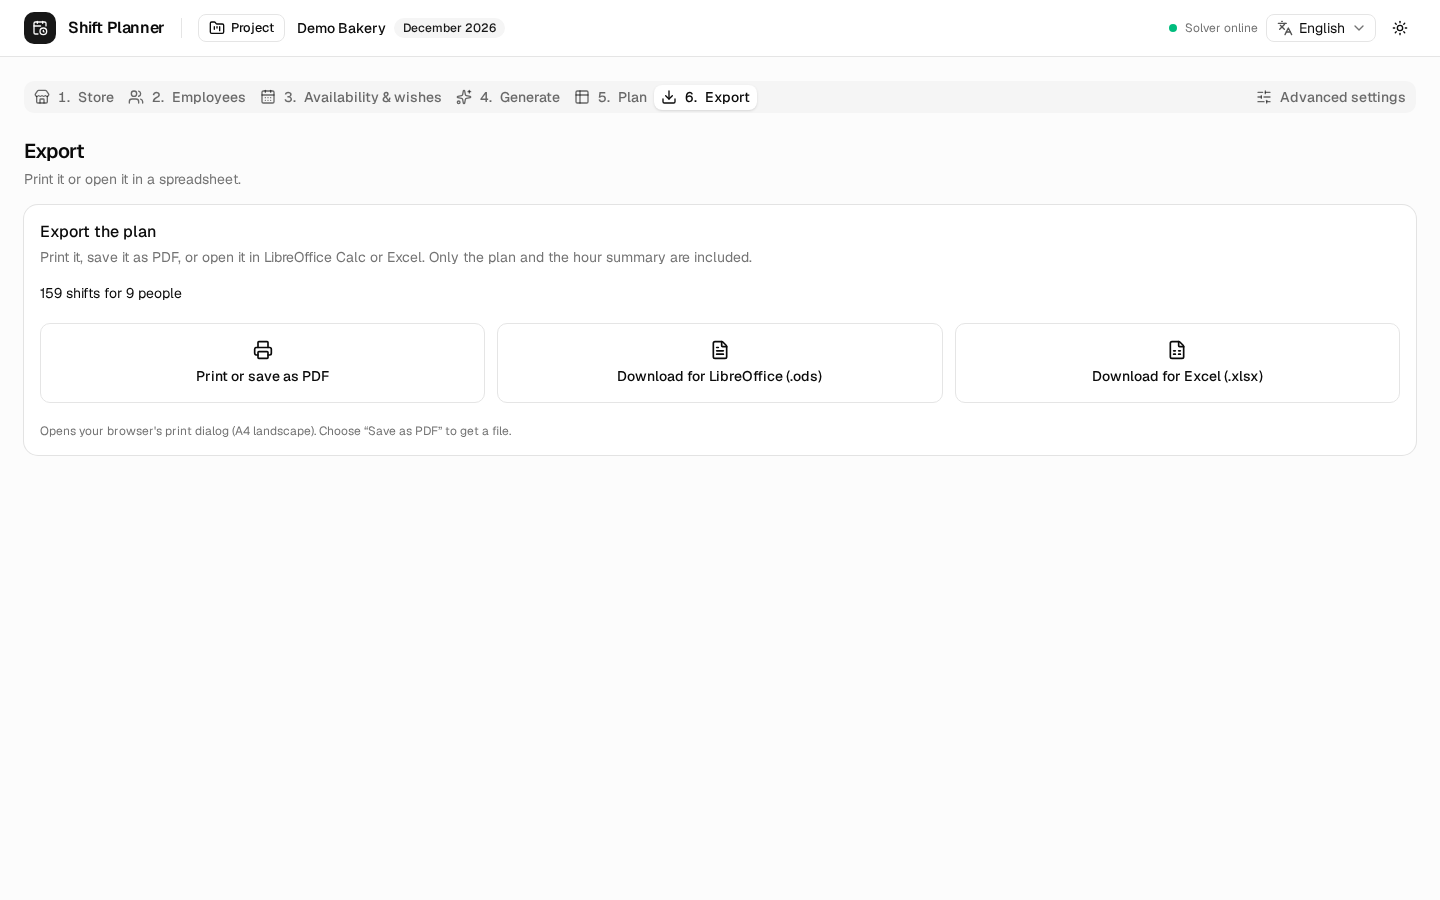 Shift Planner
Project
Demo Bakery
December 2026
Solver online
English
1. Store
2. Employees
3. Availability & wishes
4. Generate
5. Plan
6. Export
Advanced settings
Export
Print it or open it in a spreadsheet.
Export the plan
Print it, save it as PDF, or open it in LibreOffice Calc or Excel. Only the plan and the hour summary are included.
159 shifts for 9 people
Print or save as PDF
Download for LibreOffice (.ods)
Download for Excel (.xlsx)
Opens your browser's print dialog (A4 landscape). Choose “Save as PDF” to get a file.